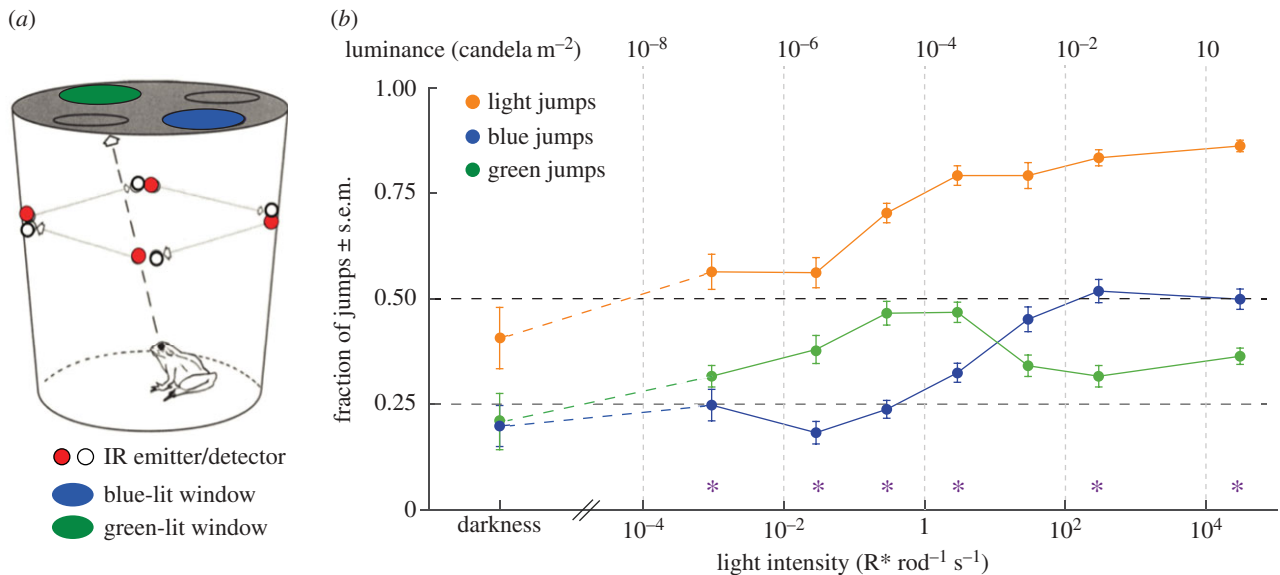 (a)
IR emitter/detector
blue-lit window
green-lit window
(b)
luminance (candela m⁻²) 10⁻⁸ 10⁻⁶ 10⁻⁴ 10⁻² 10
1.00
light jumps
blue jumps
green jumps
0.75
0.50
0.25
0
fraction of jumps ± s.e.m.
* * * * * *
darkness 10⁻⁴ 10⁻² 1 10² 10⁴
light intensity (R* rod⁻¹ s⁻¹)